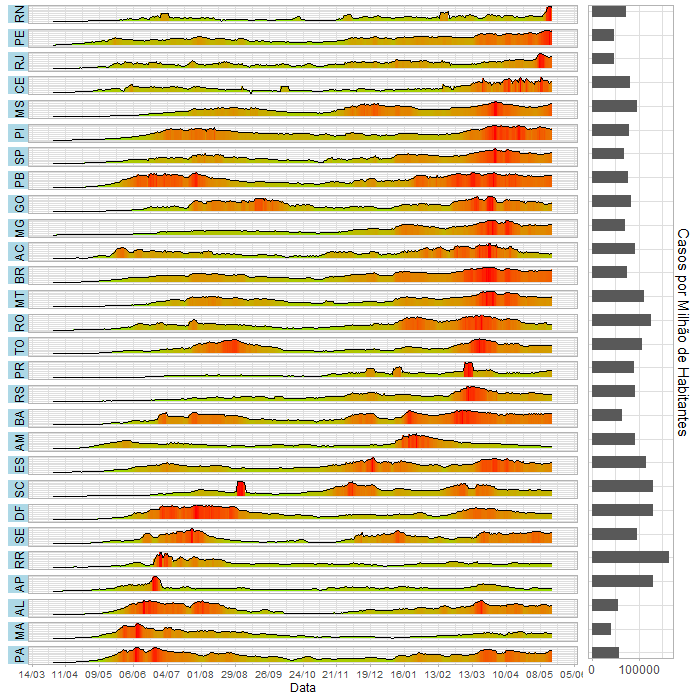 RN
PE
RJ
CE
MS
PI
SP
PB
GO
MG
AC
BR
MT
RO
TO
PR
RS
BA
AM
ES
SC
DF
SE
RR
AP
AL
MA
PA
14/03 11/04 09/05 06/06 04/07 01/08 29/08 26/09 24/10 21/11 19/12 16/01 13/02 13/03 10/04 08/05 05/06
Data
0 100000
Casos por Milhão de Habitantes